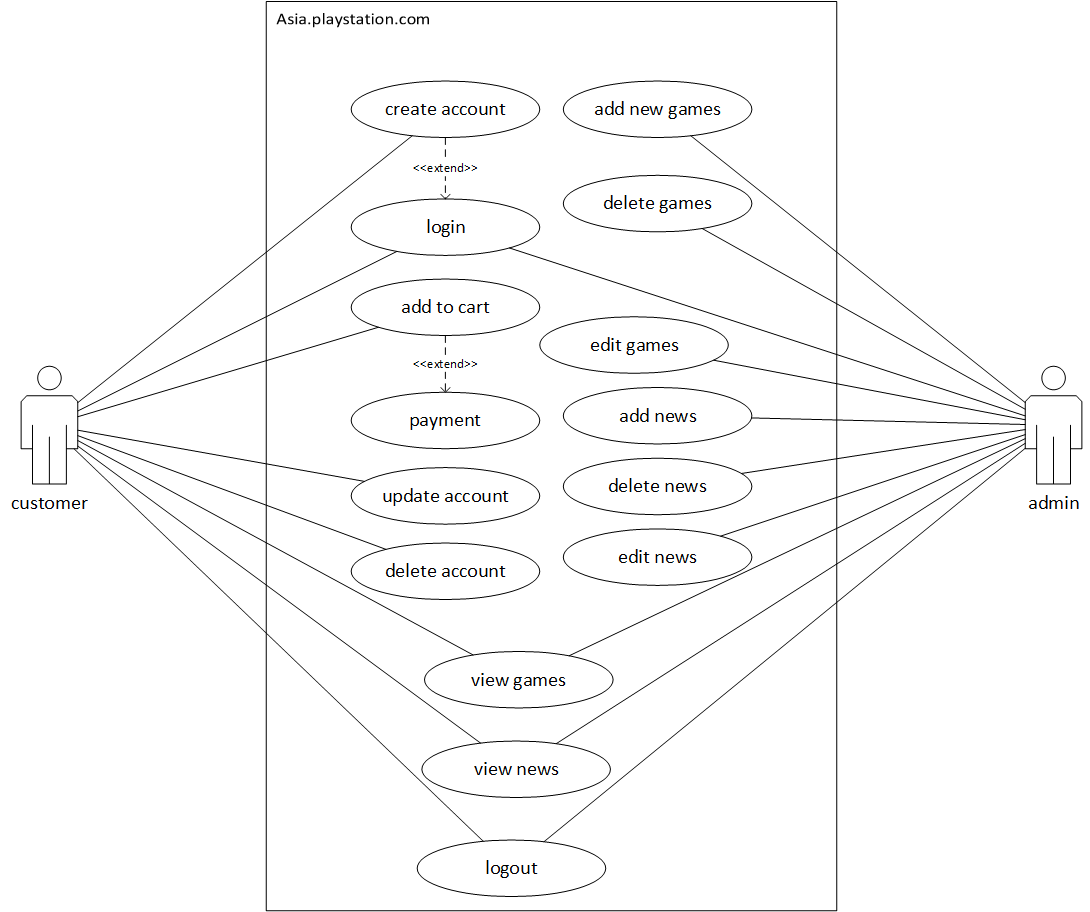 Asia.playstation.com
create account
add new games
<<extend>>
delete games
login
add to cart
edit games
<<extend>>
add news
payment
delete news
update account
customer
admin
edit news
delete account
view games
view news
logout